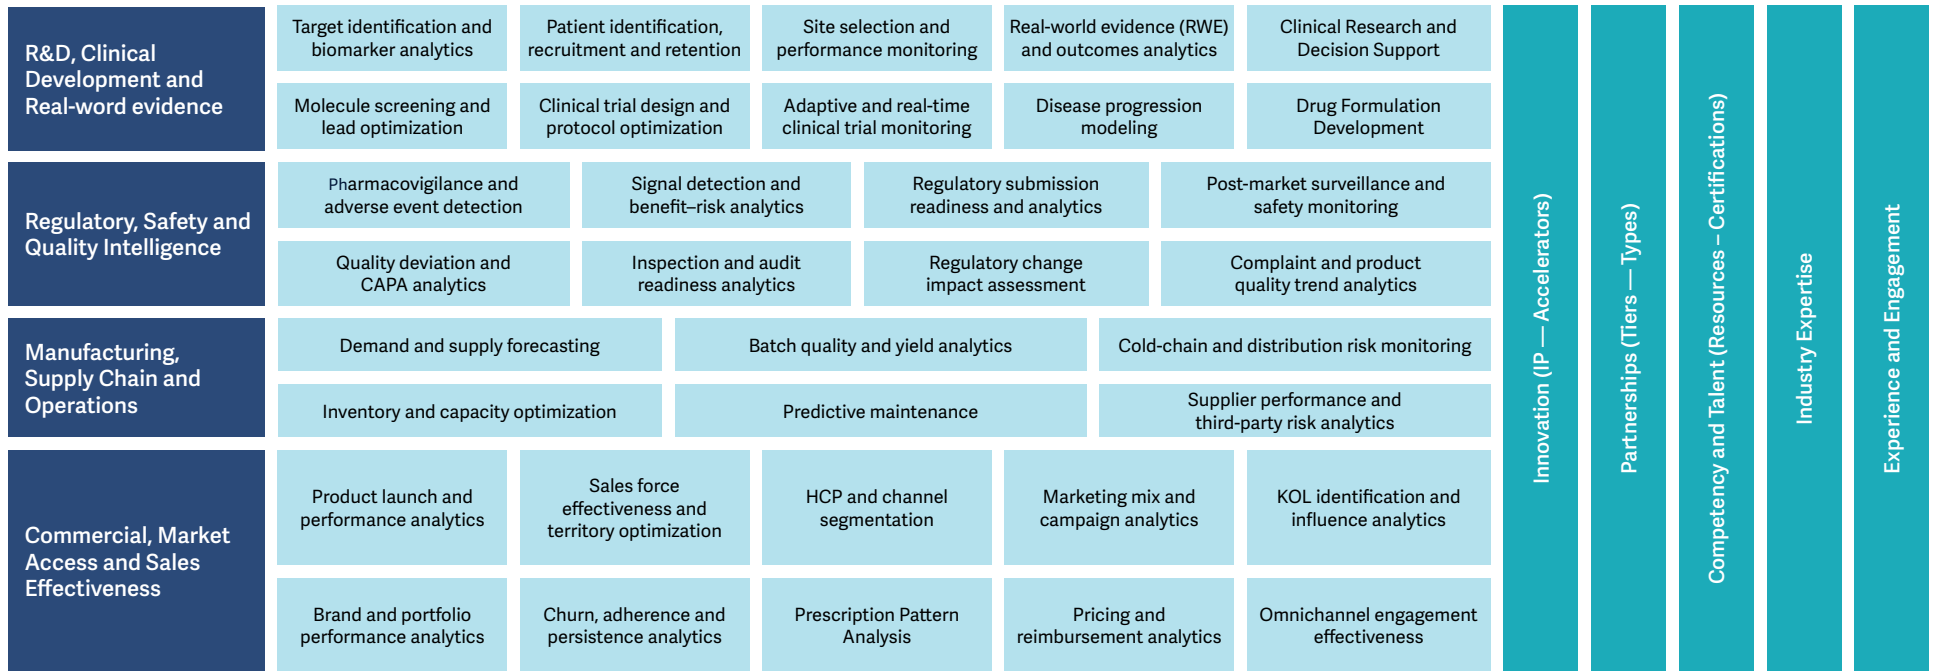 R&D, Clinical
Development and
Real-word evidence
Target identification and
biomarker analytics
Patient identification,
recruitment and retention
Site selection and
performance monitoring
Real-world evidence (RWE)
and outcomes analytics
Clinical Research and
Decision Support
Molecule screening and
lead optimization
Clinical trial design and
protocol optimization
Adaptive and real-time
clinical trial monitoring
Disease progression
modeling
Drug Formulation
Development
Regulatory, Safety and
Quality Intelligence
Pharmacovigilance and
adverse event detection
Signal detection and
benefit–risk analytics
Regulatory submission
readiness and analytics
Post-market surveillance and
safety monitoring
Quality deviation and
CAPA analytics
Inspection and audit
readiness analytics
Regulatory change
impact assessment
Complaint and product
quality trend analytics
Manufacturing,
Supply Chain and
Operations
Demand and supply forecasting
Batch quality and yield analytics
Cold-chain and distribution risk monitoring
Inventory and capacity optimization
Predictive maintenance
Supplier performance and
third-party risk analytics
Commercial, Market
Access and Sales
Effectiveness
Product launch and
performance analytics
Sales force
effectiveness and
territory optimization
HCP and channel
segmentation
Marketing mix and
campaign analytics
KOL identification and
influence analytics
Brand and portfolio
performance analytics
Churn, adherence and
persistence analytics
Prescription Pattern
Analysis
Pricing and
reimbursement analytics
Omnichannel engagement
effectiveness
Innovation (IP — Accelerators)
Partnerships (Tiers — Types)
Competency and Talent (Resources – Certifications)
Industry Expertise
Experience and Engagement